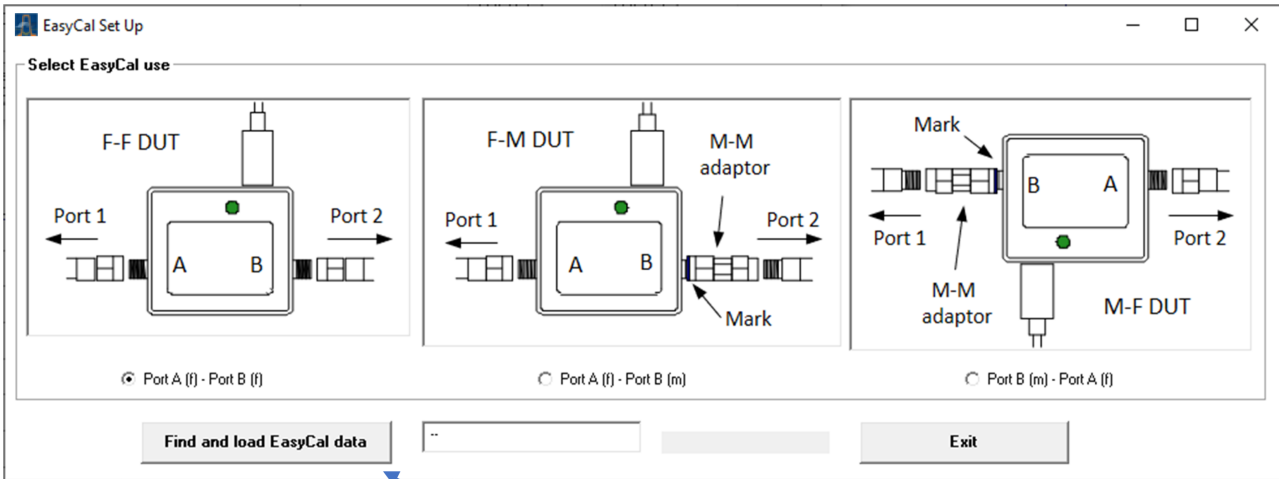 EasyCal Set Up
Select EasyCal use
F-F DUT
Port 1
Port 2
A
B
Port A (f) - Port B (f)
F-M DUT
M-M
adaptor
Port 1
Port 2
A
B
Mark
Port A (f) - Port B (m)
Mark
B
A
Port 1
Port 2
M-M
adaptor
M-F DUT
Port B (m) - Port A (f)
Find and load EasyCal data
--
Exit